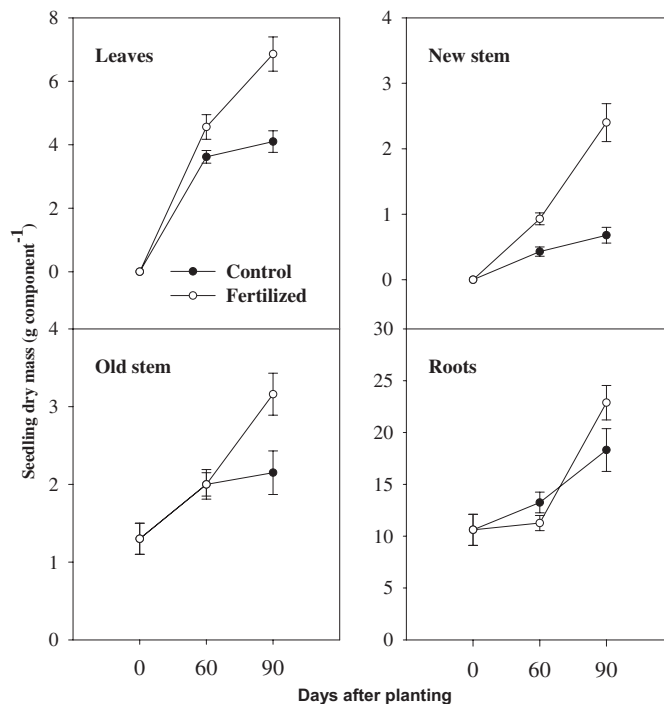 8
6
4
2
0
Leaves
4
3
2
1
0
New stem
Control
Fertilized
4
3
2
1
0
Old stem
30
25
20
15
10
5
0
Roots
0 60 90
0 60 90
Seedling dry mass (g component-1)
Days after planting